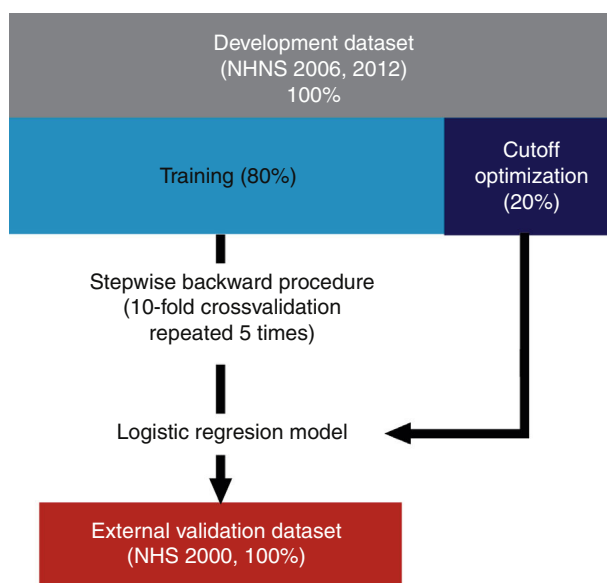 Development dataset
(NHNS 2006, 2012)
100%
Training (80%)
Cutoff
optimization
(20%)
Stepwise backward procedure
(10-fold crossvalidation
repeated 5 times)
Logistic regresion model
External validation dataset
(NHS 2000, 100%)